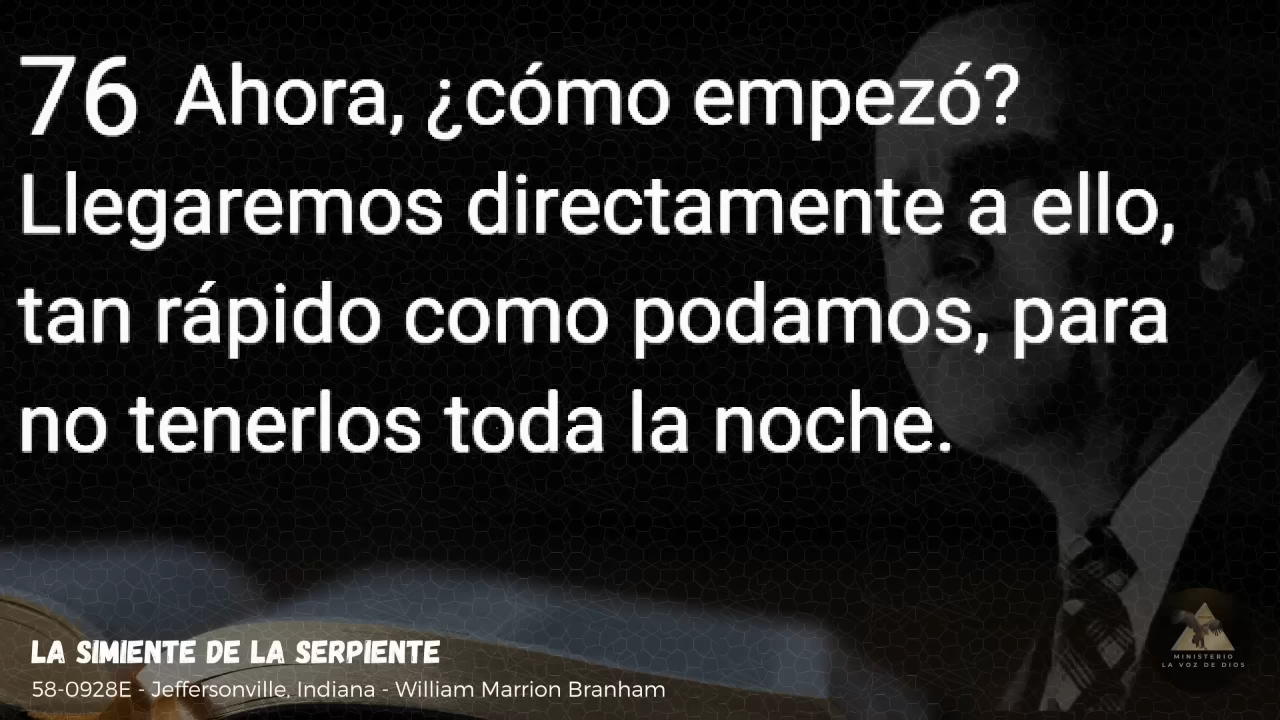 76 Ahora, ¿cómo empezó?
Llegaremos directamente a ello,
tan rápido como podamos, para
no tenerlos toda la noche.
LA SIMIENTE DE LA SERPIENTE
58-0928E - Jeffersonville, Indiana - William Marrion Branham
MINISTERIO
LA VOZ DE DIOS